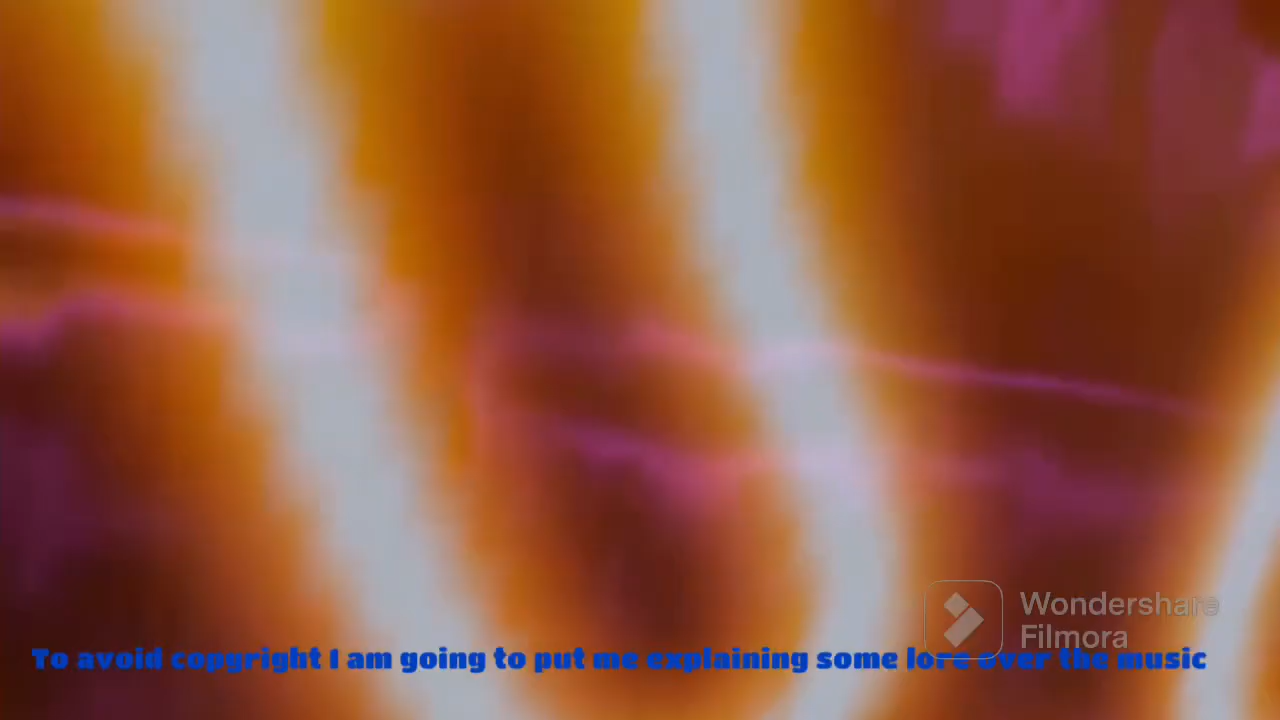 Wondershare
Filmora
To avoid copyright I am going to put me explaining some lore over the music